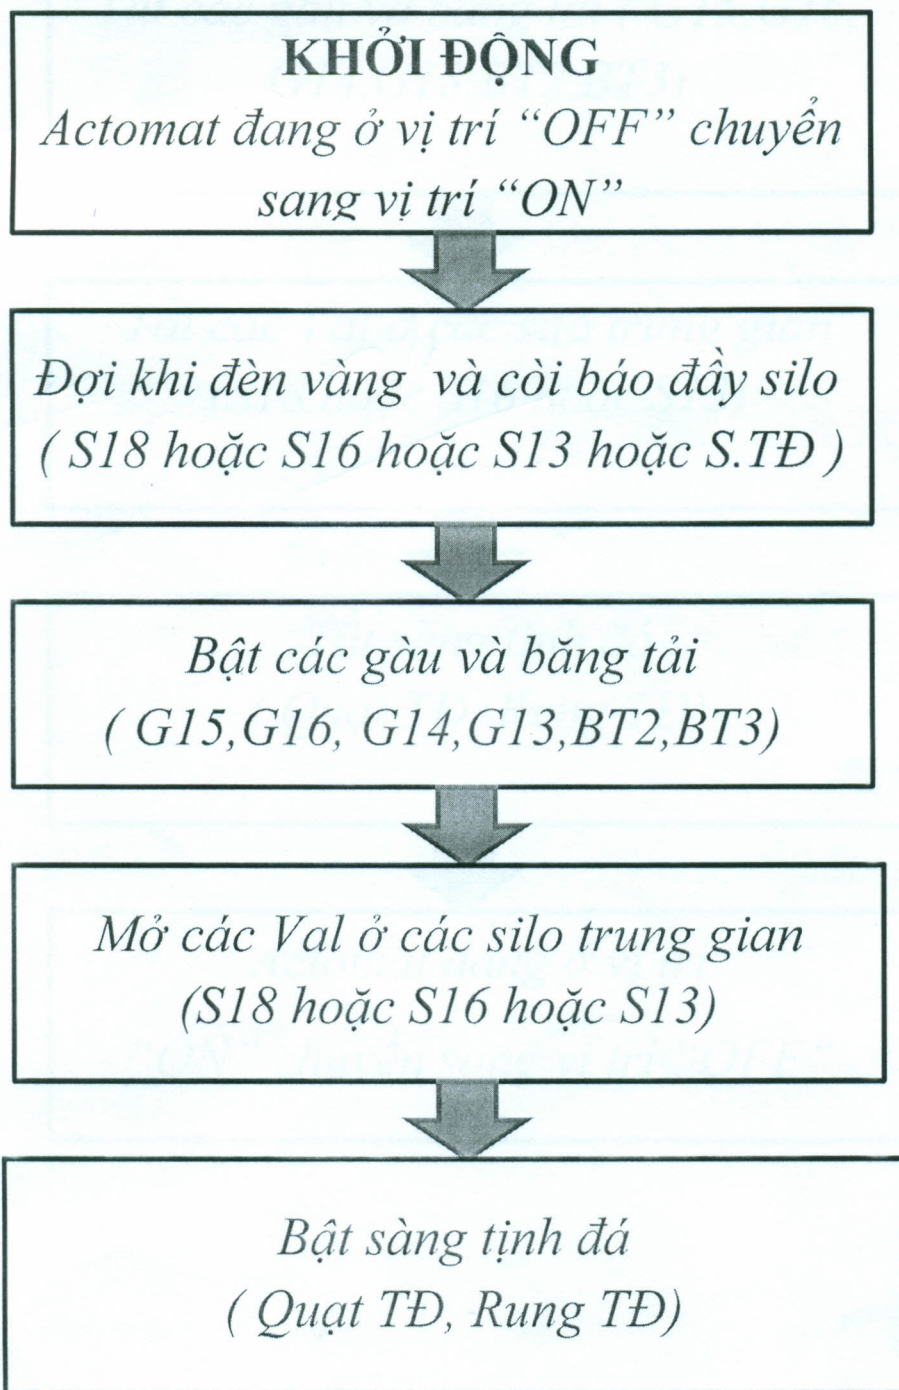 KHỞI ĐỘNG
Actomat đang ở vị trí “OFF” chuyển
sang vị trí “ON”
Đợi khi đèn vàng và còi báo đầy silo
( S18 hoặc S16 hoặc S13 hoặc S.TĐ )
Bật các gàu và băng tải
( G15,G16, G14,G13,BT2,BT3)
Mở các Val ở các silo trung gian
(S18 hoặc S16 hoặc S13)
Bật sàng tịnh đá
( Quạt TĐ, Rung TĐ)